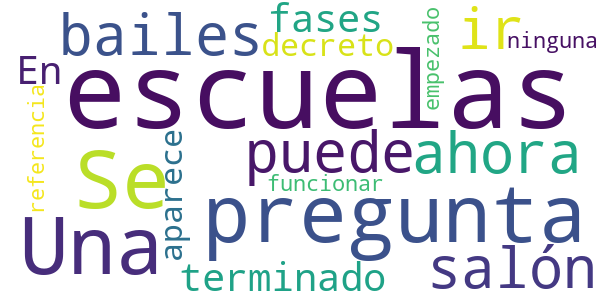 bailes fases ir
decreto empezado ninguna
En escuelas
referencia Se aparece puede ahora
funcionar
Una pregunta
terminado salón